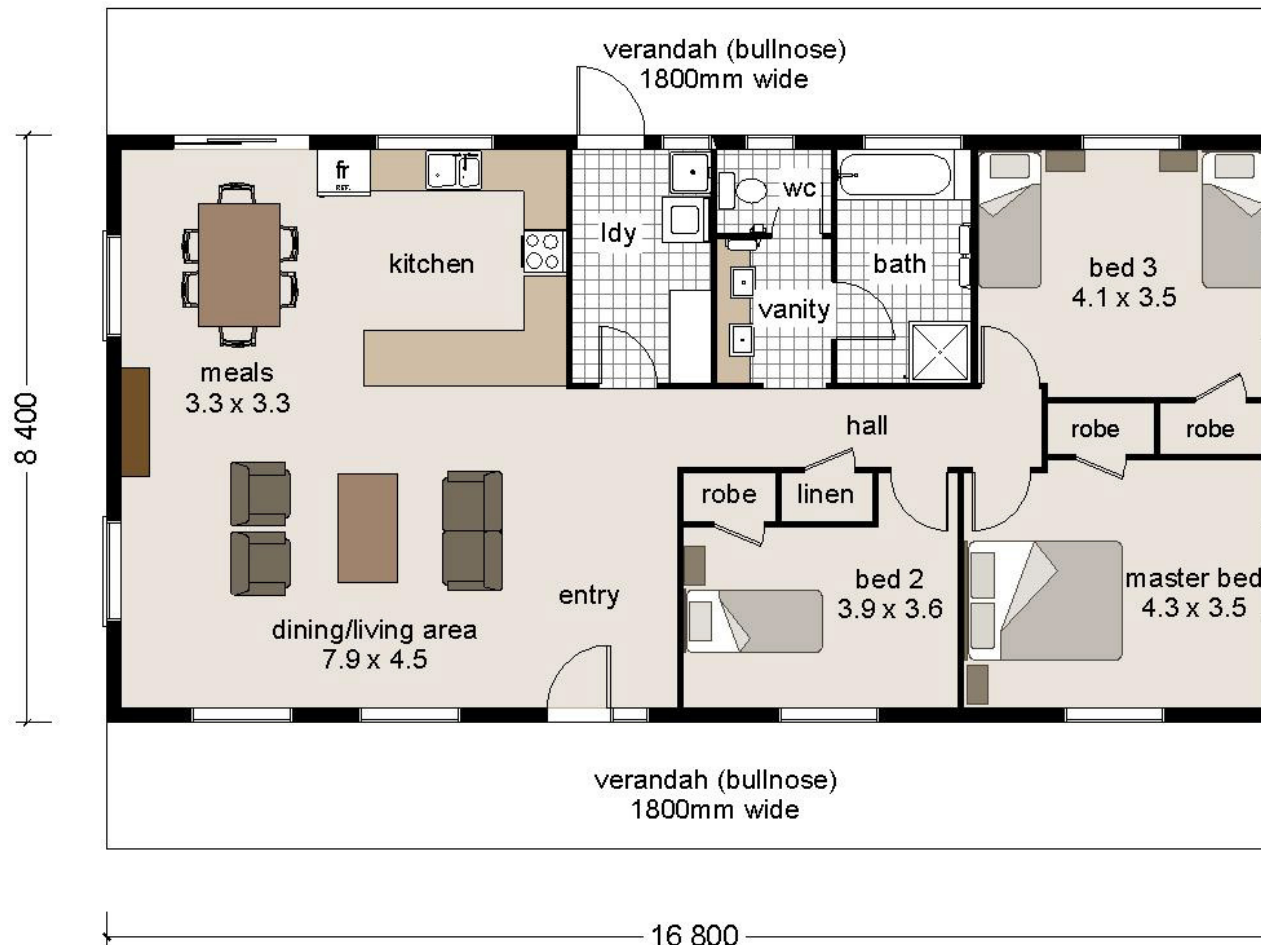 verandah (bullnose)
1800mm wide
fr
REF.
wc
ldy
kitchen
bath
bed 3
4.1 x 3.5
vanity
meals
3.3 x 3.3
8 400
hall
robe
robe
robe
linen
bed 2
3.9 x 3.6
master bed
4.3 x 3.5
entry
dining/living area
7.9 x 4.5
verandah (bullnose)
1800mm wide
16 800